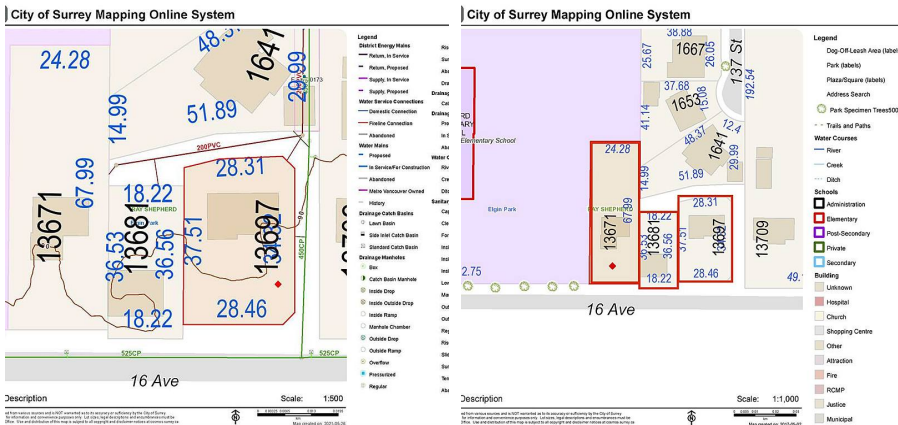 City of Surrey Mapping Online System
24.28
14.99
51.89
1641
29.99
67.99
200PVC
28.31
18.22
13671
13681
36.53
36.56
37.51
13697
450CP
18.22
28.46
525CP
525CP
16 Ave
Legend
District Energy Mains
Return, In Service
Return, Proposed
Supply, In Service
Supply, Proposed
Water Service Connections
Domestic Connection
Fireline Connection
Abandoned
Water Mains
Proposed
In Service/For Construction
Abandoned
Metro Vancouver Owned
History
Drainage Catch Basins
Lawn Basin
Side Inlet Catch Basin
Standard Catch Basin
Drainage Manholes
Box
Catch Basin Manhole
Inside Drop
Inside Outside Drop
Inside Ramp
Manhole Chamber
Outside Drop
Outside Ramp
Overflow
Pressurized
Regular
Description
Scale: 1:500
City of Surrey Mapping Online System
38.88
1667
25.67
26.05
137 St
192.54
37.68
1653
15.08
41.14
12.4
48.37
1641
29.99
51.89
Elementary School
24.28
14.99
Elgin Park
67.99
28.31
18.22
13671
13681
36.53
36.56
37.51
13697
13709
2.75
18.22
28.46
49.
16 Ave
Legend
Dog-Off-Leash Area (label
Park (labels)
Plaza/Square (labels)
Address Search
Park Specimen Trees500
Trails and Paths
Water Courses
River
Creek
Ditch
Schools
Administration
Elementary
Post-Secondary
Private
Secondary
Building
Unknown
Hospital
Church
Shopping Centre
Other
Attraction
Fire
RCMP
Justice
Municipal
Description
Scale: 1:1,000